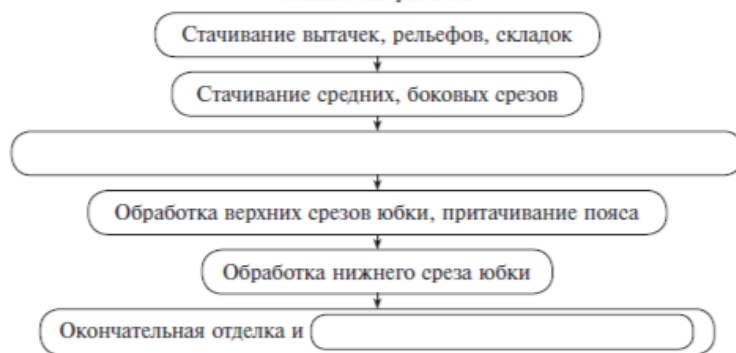 Стачивание вытачек, рельефов, складок
Стачивание средних, боковых срезов
Обработка верхних срезов юбки, притачивание пояса
Обработка нижнего среза юбки
Окончательная отделка и